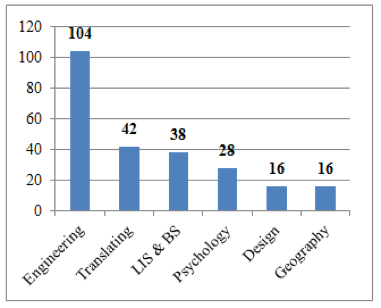 120
100
80
60
40
20
0
104
42
38
28
16
16
Engineering
Translating
LIS & BS
Psychology
Design
Geography